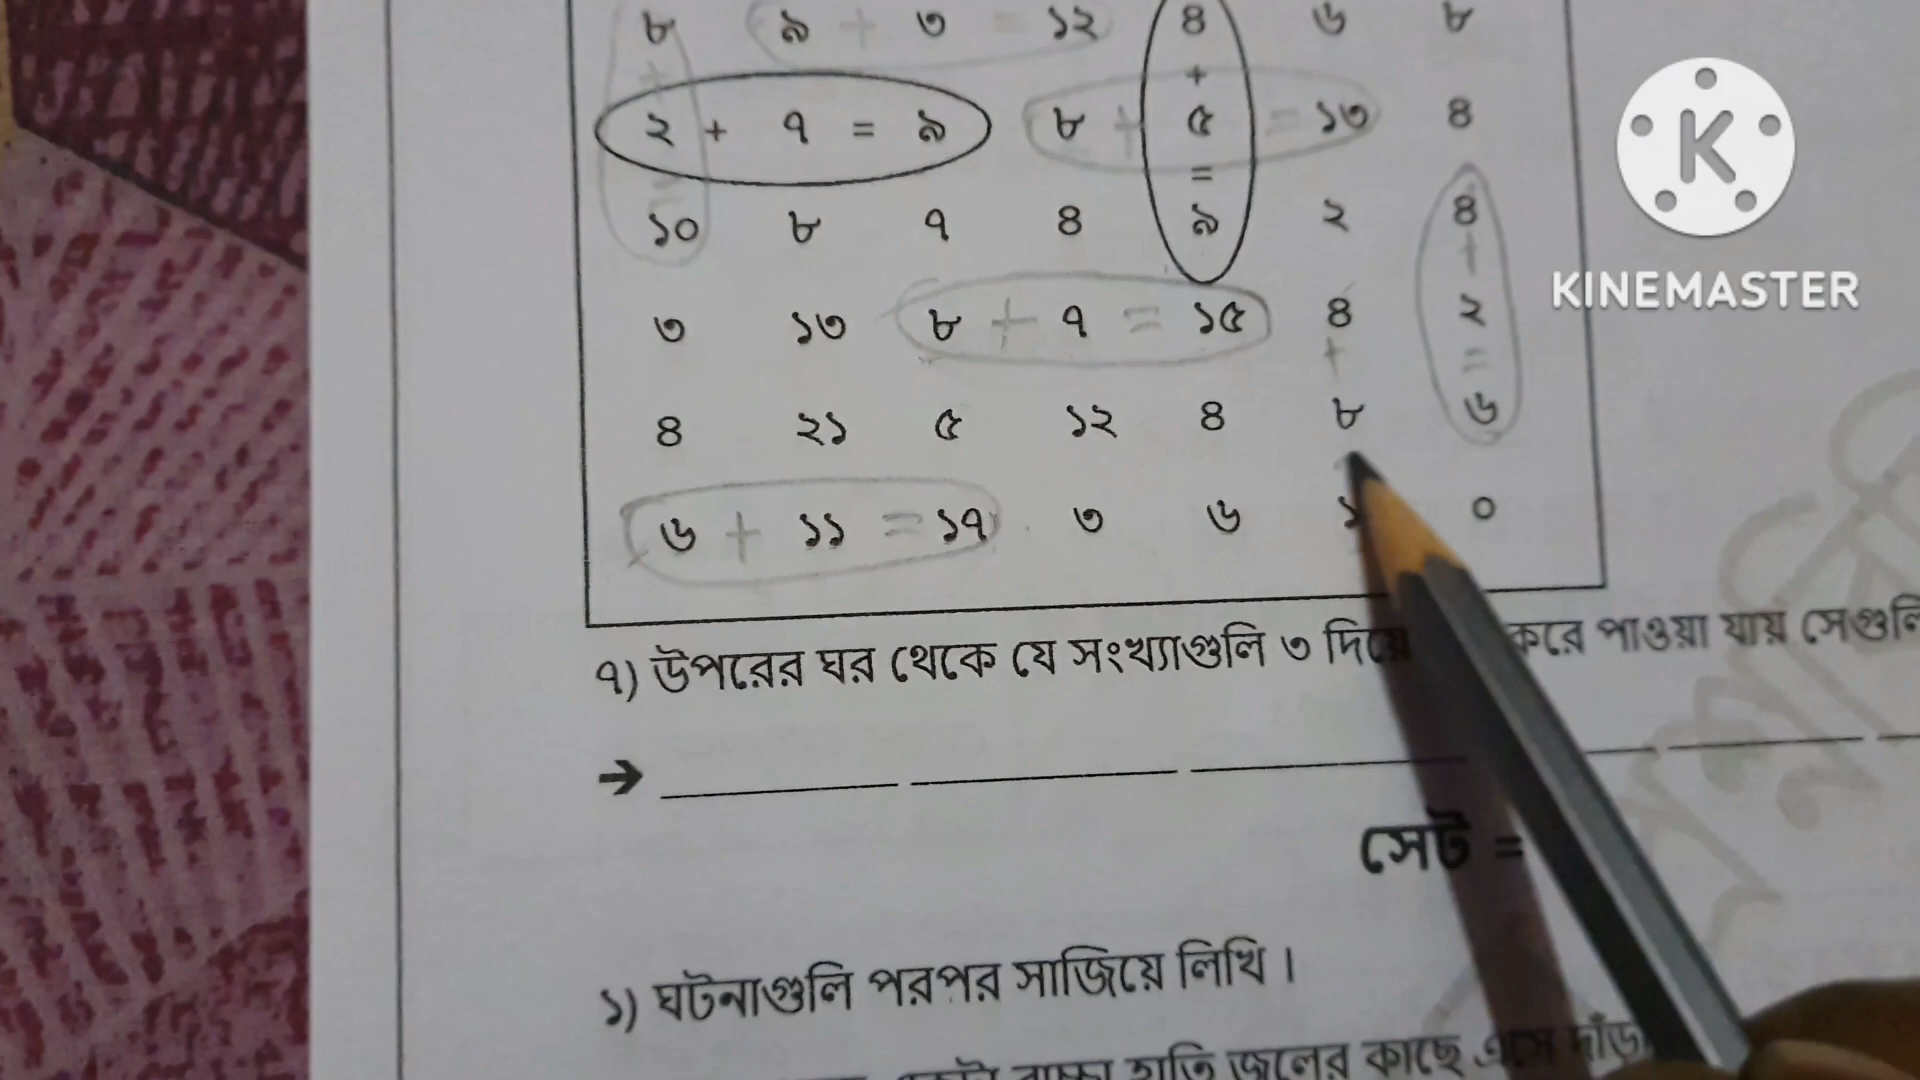 ৮ ৯ + ৩ = ১২ ৪ ৬ ৮
+ +
২ + ৭ = ৯ ৮ + ৫ = ১৩ ৪
= =
১০ ৮ ৭ ৪ ৯ ২ ৪
+
৩ ১৩ ৮ + ৭ = ১৫ ৪ ২
+ =
৪ ২১ ৫ ১২ ৪ ৮ ৬
৬ + ১১ = ১৭ ৩ ৬ ০
৭) উপরের ঘর থেকে যে সংখ্যাগুলি ৩ দিয়ে করে পাওয়া যায় সেগুলি
→
সেট =
১) ঘটনাগুলি পরপর সাজিয়ে লিখি।
একটা বাচ্চা হাতি জলের কাছে এসে
K
KINEMASTER